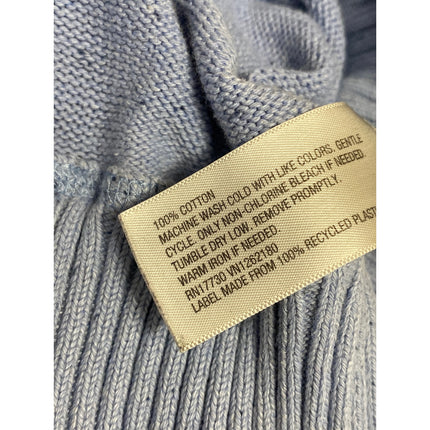 100% COTTON
MACHINE WASH COLD WITH LIKE COLORS, GENTLE
CYCLE. ONLY NON-CHLORINE BLEACH IF NEEDED.
TUMBLE DRY LOW. REMOVE PROMPTLY.
WARM IRON IF NEEDED.
RN17730 VN1262180
LABEL MADE FROM 100% RECYCLED PLASTI